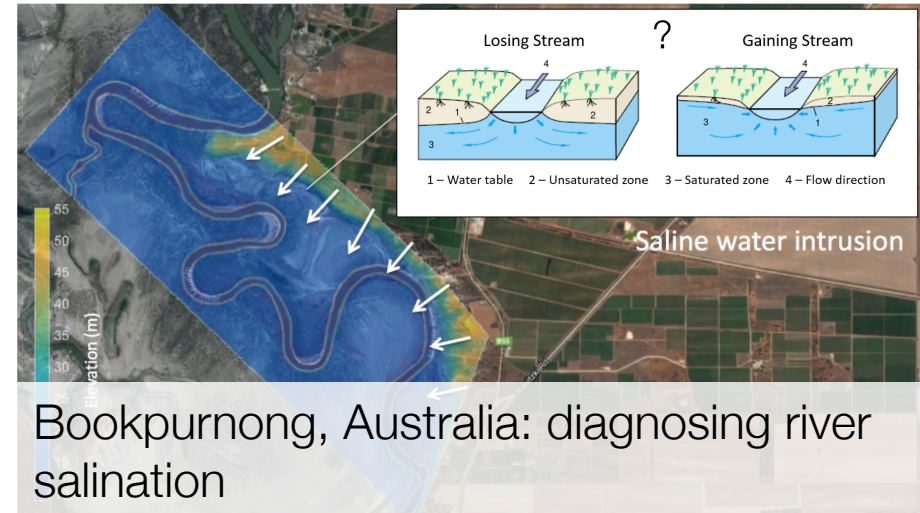 ?
Losing Stream
Gaining Stream
4
4
2
1
2
3
2
1
3
1 – Water table 2 – Unsaturated zone 3 – Saturated zone 4 – Flow direction
Saline water intrusion
55
50
45
40
35
30
Elevation (m)
B55
Bookpurnong, Australia: diagnosing river
salination